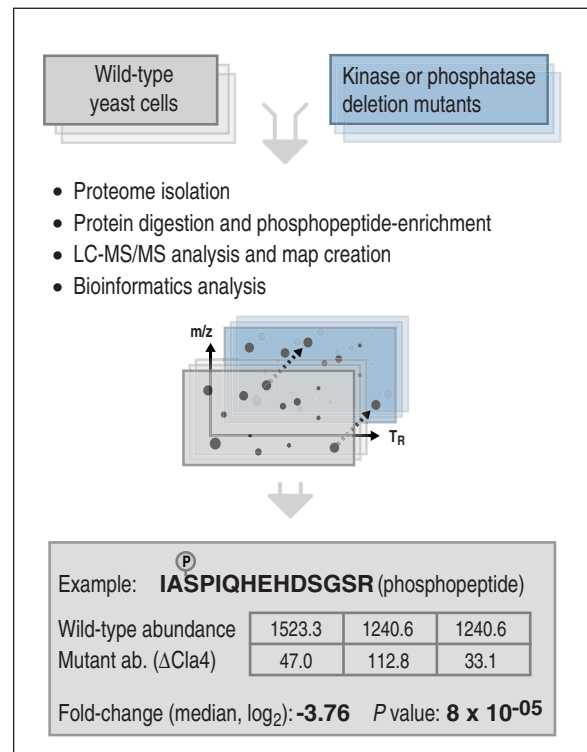 Wild-type
yeast cells
Kinase or phosphatase
deletion mutants
• Proteome isolation
• Protein digestion and phosphopeptide-enrichment
• LC-MS/MS analysis and map creation
• Bioinformatics analysis
m/z
TR
P
Example: IASPIQHEHDSGSR (phosphopeptide)
Wild-type abundance 1523.3 1240.6 1240.6
Mutant ab. (ΔCla4) 47.0 112.8 33.1
Fold-change (median, log2): -3.76 P value: 8 x 10-05